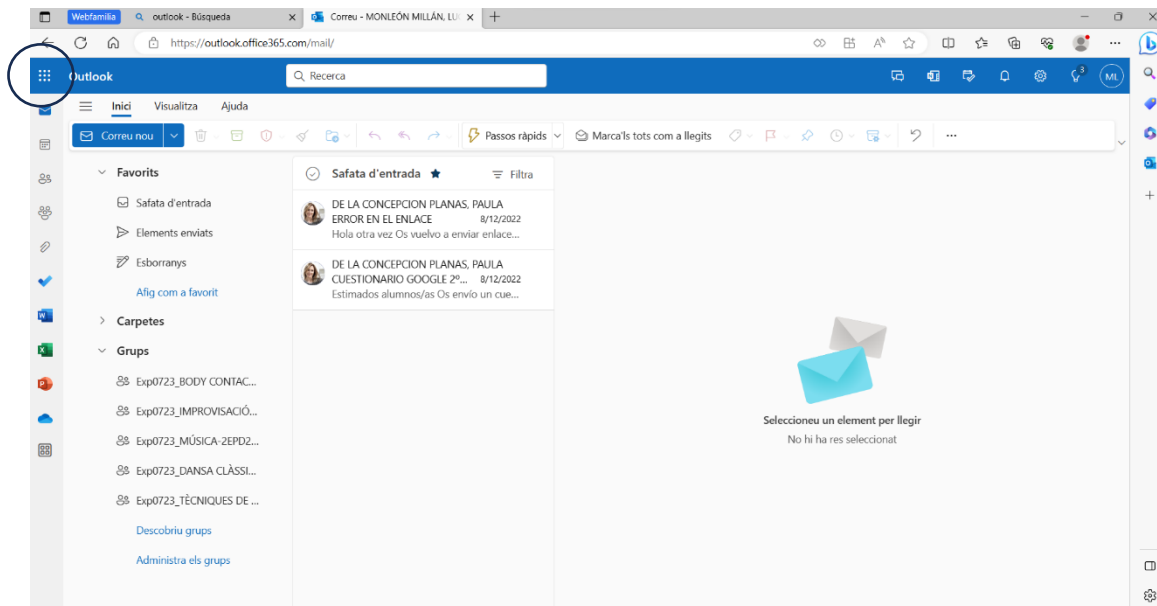 Webfamilia
outlook - Búsqueda
Correu - MONLEÓN MILLÁN, LU
https://outlook.office365.com/mail/
Outlook
Recerca
3
ML
Inici Visualitza Ajuda
Correu nou
Passos ràpids
Marca'ls tots com a llegits
Favorits
Safata d'entrada
Elements enviats
Esborranys
Afig com a favorit
Carpetes
Grups
Exp0723_BODY CONTAC...
Exp0723_IMPROVISACIÓ...
Exp0723_MÚSICA-2EPD2...
Exp0723_DANSA CLÀSSI...
Exp0723_TÈCNIQUES DE ...
Descobriu grups
Administra els grups
Safata d'entrada
Filtra
DE LA CONCEPCION PLANAS, PAULA
ERROR EN EL ENLACE 8/12/2022
Hola otra vez Os vuelvo a enviar enlace...
DE LA CONCEPCION PLANAS, PAULA
CUESTIONARIO GOOGLE 2º... 8/12/2022
Estimados alumnos/as Os envío un cue...
Seleccioneu un element per llegir
No hi ha res seleccionat